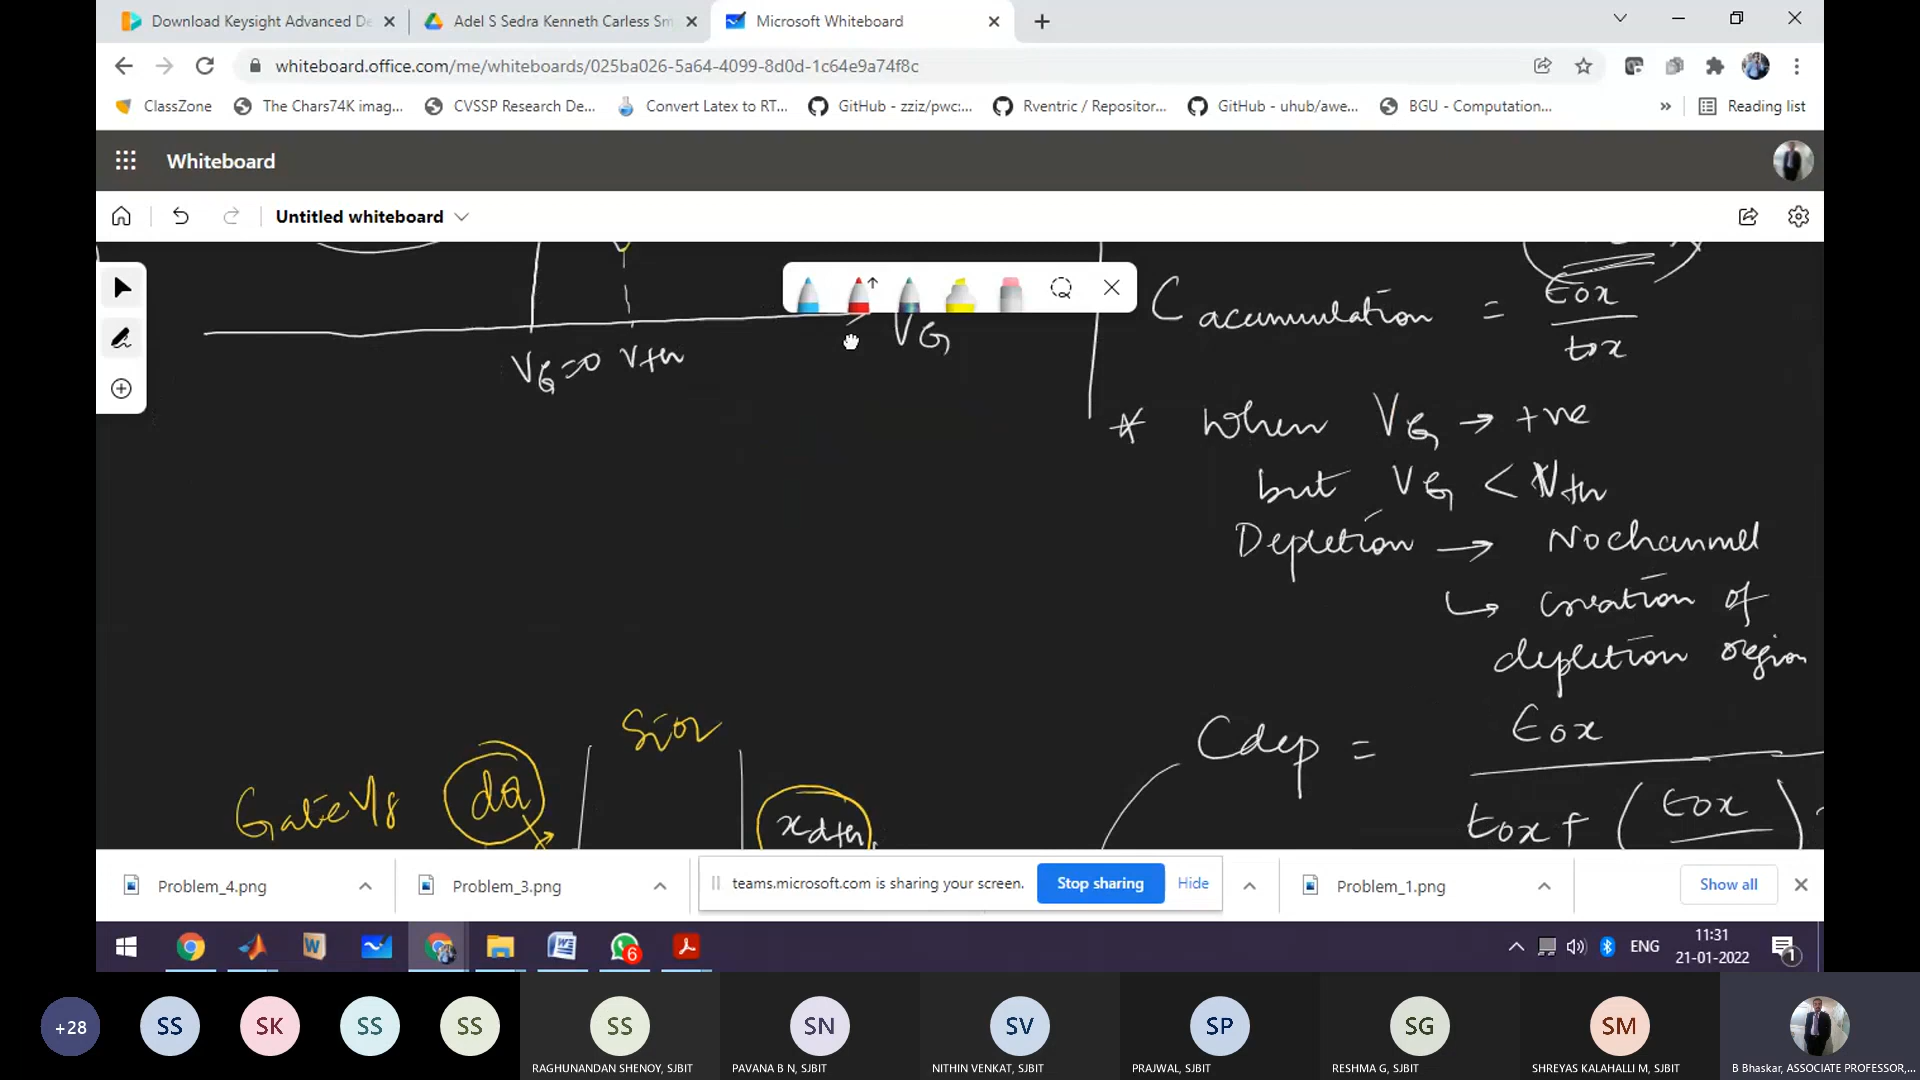 Download Keysight Advanced De
Adel S Sedra Kenneth Carless Sm
Microsoft Whiteboard
whiteboard.office.com/me/whiteboards/025ba026-5a64-4099-8d0d-1c64e9a74f8c
ClassZone
The Chars74K imag...
CVSSP Research De...
Convert Latex to RT...
GitHub - zziz/pwc:...
Rventric / Repositor...
GitHub - uhub/awe...
BGU - Computation...
»
Reading list
Whiteboard
Untitled whiteboard
VG=0 Vth
VG
C accumulation = εox
tox
* When VG → +ve
but VG < Vth
Depletion → No channel
↳ creation of
depletion region
Cdep = εox
tox + ( εox )
SiO2
Gate V/s dQ
xdth
Problem_4.png
Problem_3.png
teams.microsoft.com is sharing your screen.
Stop sharing
Hide
Problem_1.png
Show all
6
ENG
11:31
21-01-2022
1
+28
SS
SK
SS
SS
SS
RAGHUNANDAN SHENOY, SJBIT
SN
PAVANA B N, SJBIT
SV
NITHIN VENKAT, SJBIT
SP
PRAJWAL, SJBIT
SG
RESHMA G, SJBIT
SM
SHREYAS KALAHALLI M, SJBIT
B Bhaskar, ASSOCIATE PROFESSOR,...